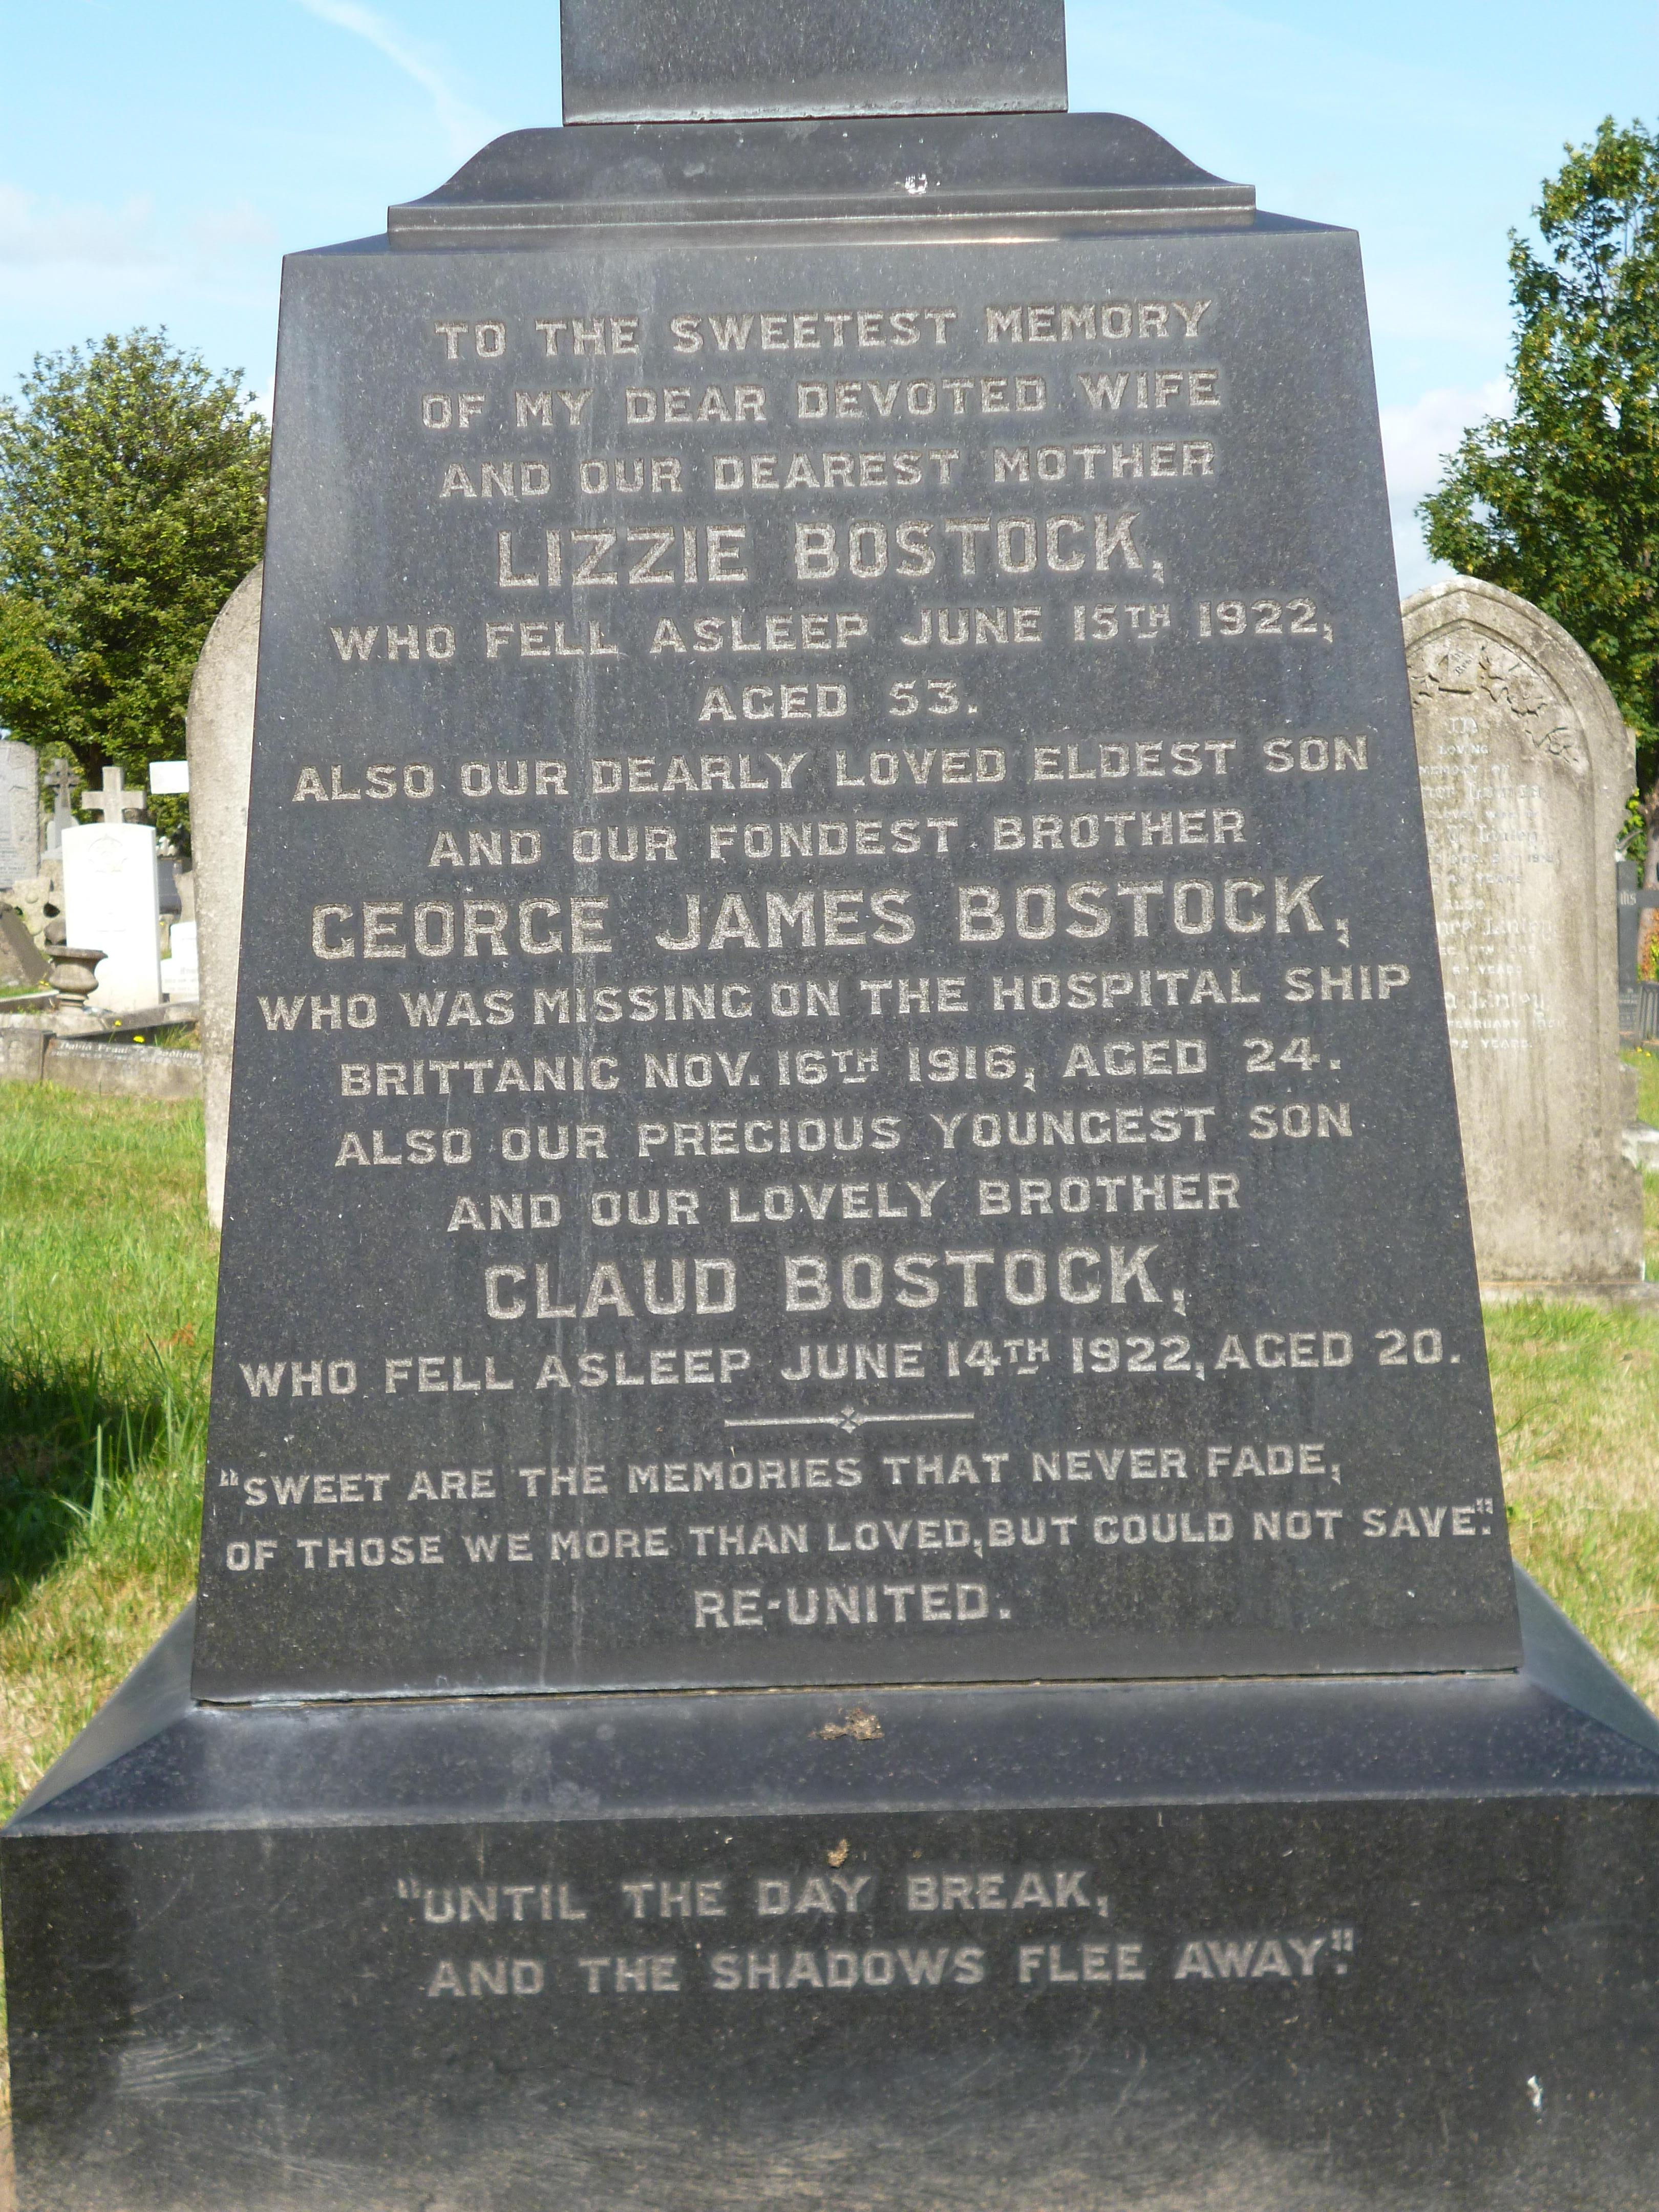 TO THE SWEETEST MEMORY
OF MY DEAR DEVOTED WIFE
AND OUR DEAREST MOTHER
LIZZIE BOSTOCK,
WHO FELL ASLEEP JUNE 15TH 1922,
AGED 53.
ALSO OUR DEARLY LOVED ELDEST SON
AND OUR FONDEST BROTHER
GEORGE JAMES BOSTOCK,
WHO WAS MISSING ON THE HOSPITAL SHIP
BRITTANIC NOV. 16TH 1916, AGED 24.
ALSO OUR PRECIOUS YOUNGEST SON
AND OUR LOVELY BROTHER
CLAUD BOSTOCK,
WHO FELL ASLEEP JUNE 14TH 1922, AGED 20.
"SWEET ARE THE MEMORIES THAT NEVER FADE,
OF THOSE WE MORE THAN LOVED, BUT COULD NOT SAVE".
RE-UNITED.
"UNTIL THE DAY BREAK,
AND THE SHADOWS FLEE AWAY".
LOVING
YEARS.
IHS